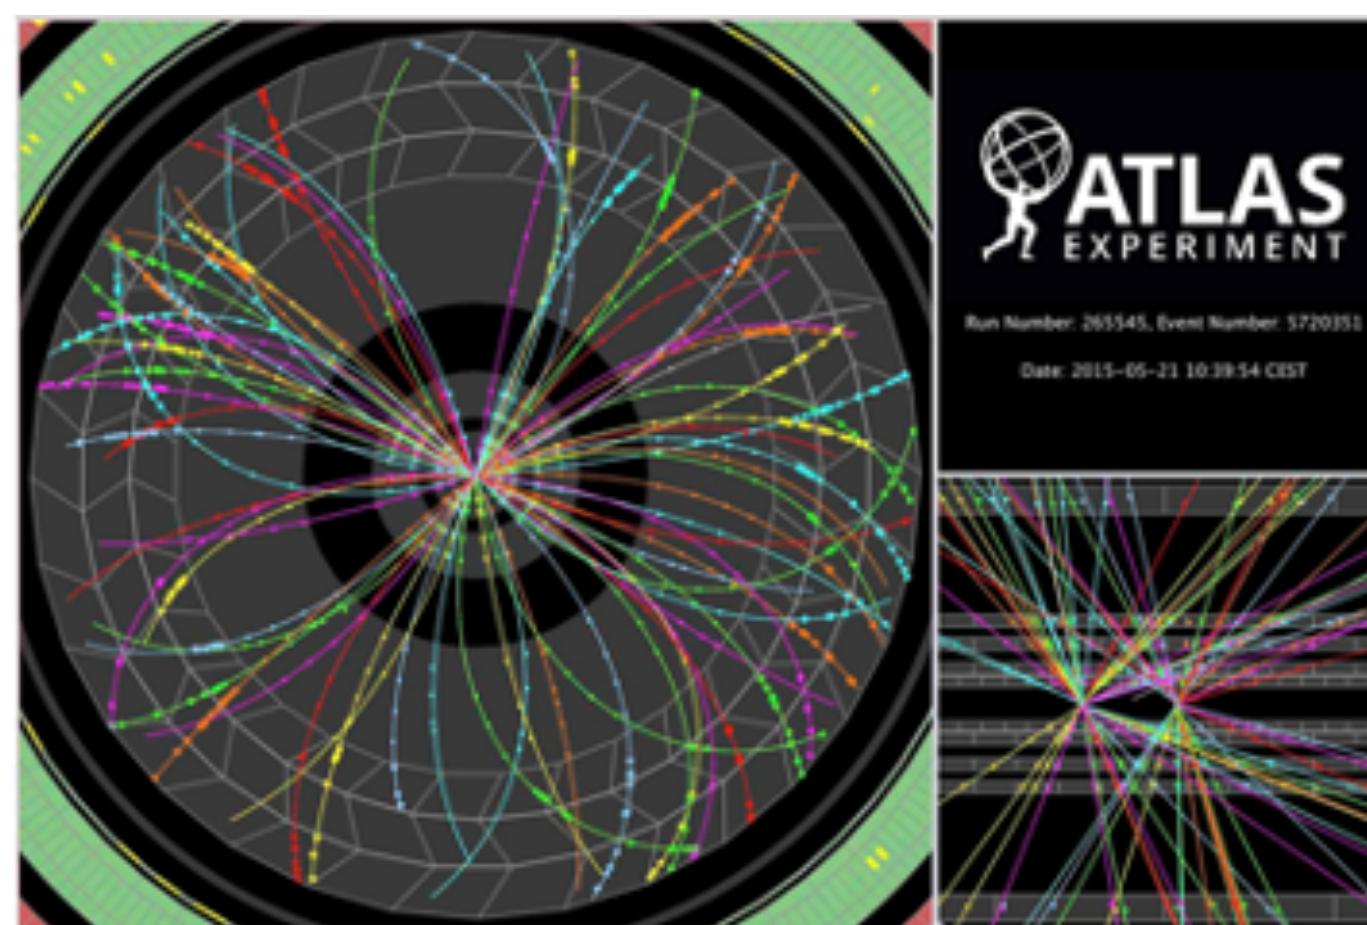 ATLAS
EXPERIMENT
Run Number: 265545, Event Number: 5720351
Date: 2015-05-21 10:39:54 CEST